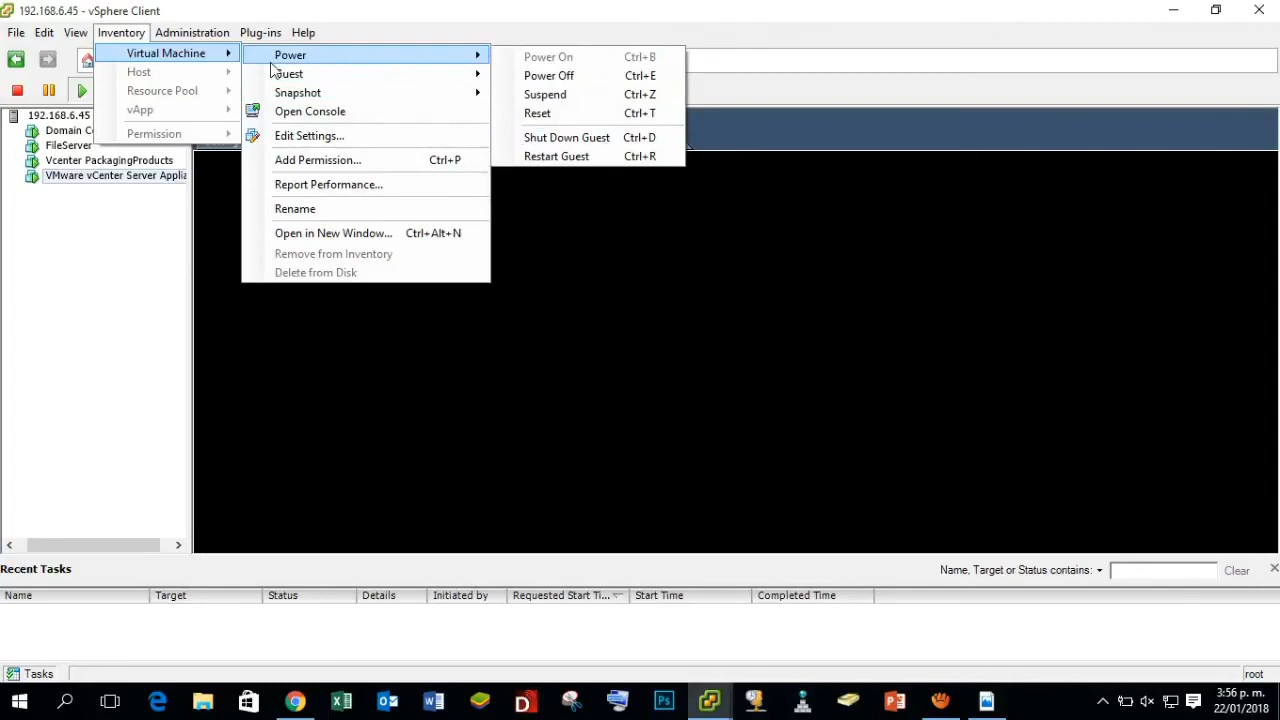 192.168.6.45 - vSphere Client
File Edit View Inventory Administration Plug-ins Help
Virtual Machine
Host
Resource Pool
vApp
Permission
Power
Guest
Snapshot
Open Console
Edit Settings...
Add Permission... Ctrl+P
Report Performance...
Rename
Open in New Window... Ctrl+Alt+N
Remove from Inventory
Delete from Disk
Power On Ctrl+B
Power Off Ctrl+E
Suspend Ctrl+Z
Reset Ctrl+T
Shut Down Guest Ctrl+D
Restart Guest Ctrl+R
192.168.6.45
Domain Co
FileServer
Vcenter PackagingProducts
VMware vCenter Server Applia
Recent Tasks
Name, Target or Status contains: Clear
Name Target Status Details Initiated by Requested Start Ti... Start Time Completed Time
Tasks
root
3:56 p. m.
22/01/2018